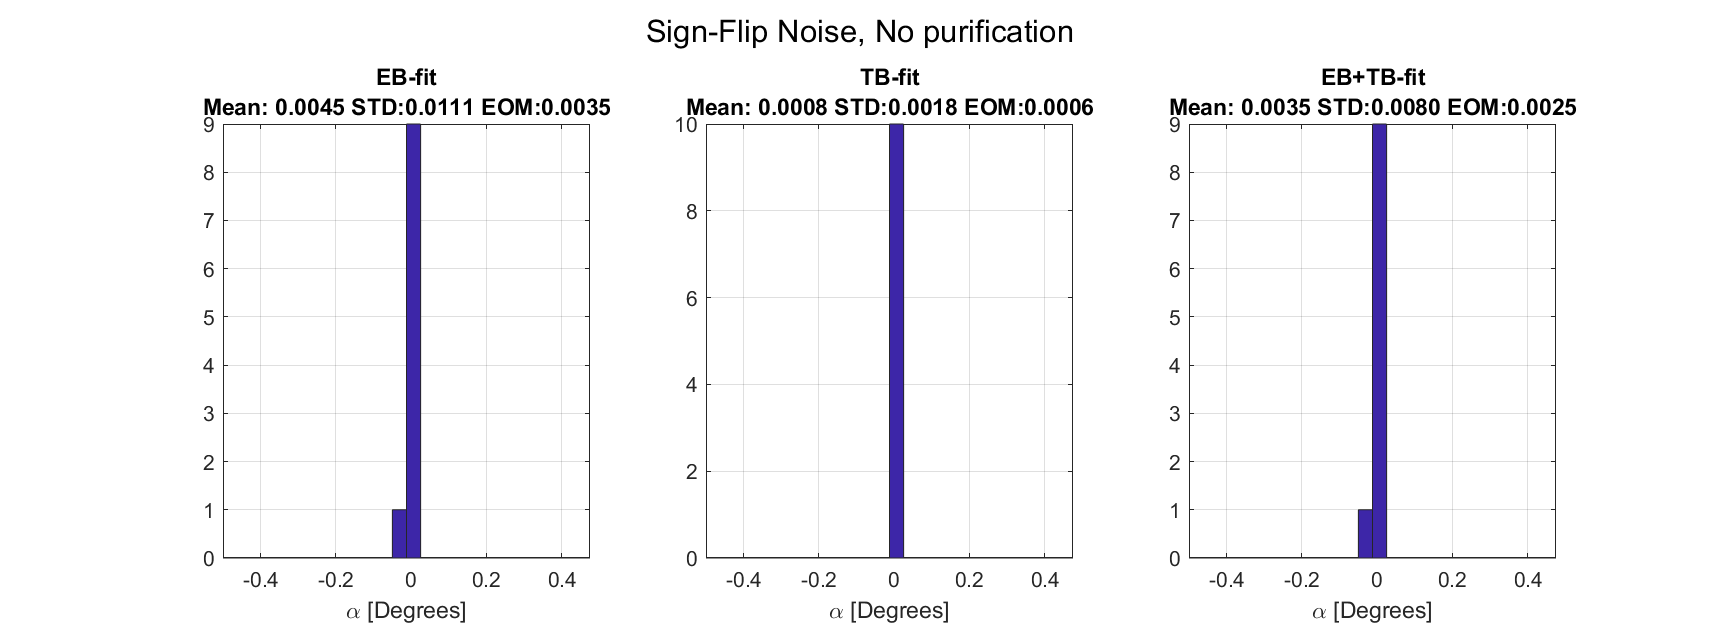 Sign-Flip Noise, No purification
EB-fit
Mean: 0.0045 STD:0.0111 EOM:0.0035
9
8
7
6
5
4
3
2
1
0
-0.4 -0.2 0 0.2 0.4
α [Degrees]
TB-fit
Mean: 0.0008 STD:0.0018 EOM:0.0006
10
8
6
4
2
0
-0.4 -0.2 0 0.2 0.4
α [Degrees]
EB+TB-fit
Mean: 0.0035 STD:0.0080 EOM:0.0025
9
8
7
6
5
4
3
2
1
0
-0.4 -0.2 0 0.2 0.4
α [Degrees]